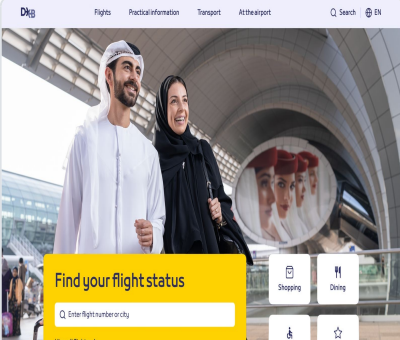 DXB
Flights
Practical information
Transport
At the airport
Search
EN
Find your flight status
Enter flight number or city
Shopping
Dining